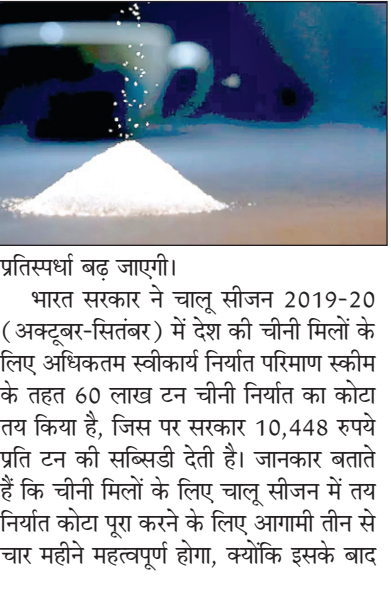 प्रतिस्पर्धा बढ़ जाएगी।
भारत सरकार ने चालू सीजन 2019-20
(अक्टूबर-सितंबर) में देश की चीनी मिलों के
लिए अधिकतम स्वीकार्य निर्यात परिमाण स्कीम
के तहत 60 लाख टन चीनी निर्यात का कोटा
तय किया है, जिस पर सरकार 10,448 रुपये
प्रति टन की सब्सिडी देती है। जानकार बताते
हैं कि चीनी मिलों के लिए चालू सीजन में तय
निर्यात कोटा पूरा करने के लिए आगामी तीन से
चार महीने महत्वपूर्ण होगा, क्योंकि इसके बाद